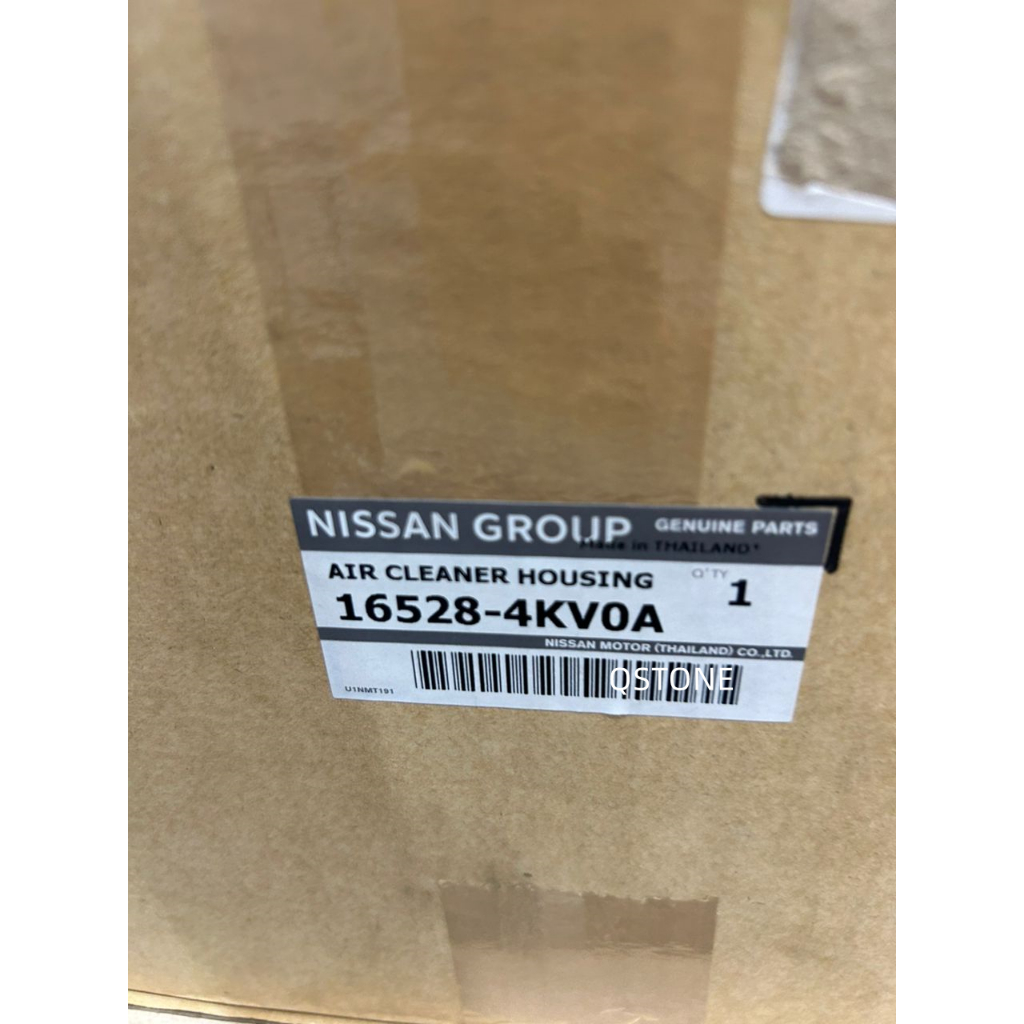 NISSAN GROUP GENUINE PARTS
Made in THAILAND*
AIR CLEANER HOUSING Q'TY 1
16528-4KV0A
NISSAN MOTOR (THAILAND) CO.,LTD.
QSTONE
U1NMT191